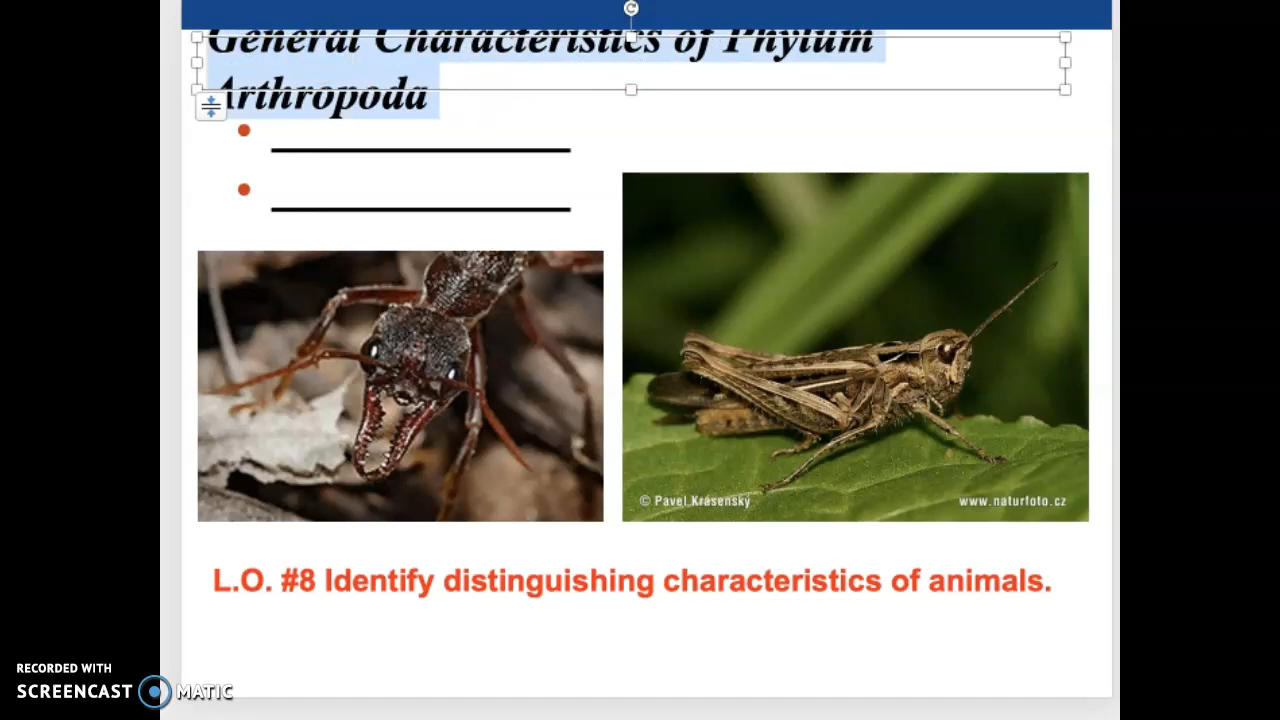 General Characteristics of Phylum
Arthropoda
© Pavel Krásenský
www.naturfoto.cz
L.O. #8 Identify distinguishing characteristics of animals.
RECORDED WITH
SCREENCAST MATIC